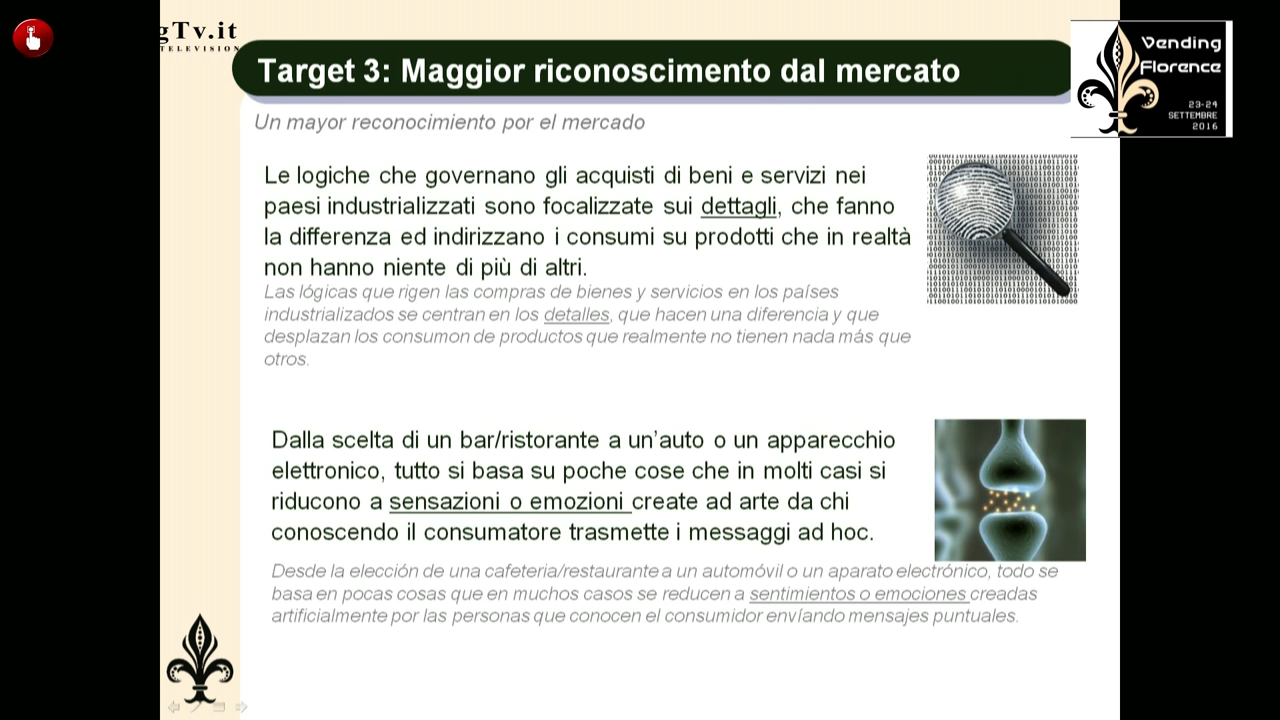 gTv.it
TELEVISION
Target 3: Maggior riconoscimento dal mercato
Vending
Florence
23-24
SETTEMBRE
2016
Un mayor reconocimiento por el mercado
Le logiche che governano gli acquisti di beni e servizi nei
paesi industrializzati sono focalizzate sui dettagli, che fanno
la differenza ed indirizzano i consumi su prodotti che in realtà
non hanno niente di più di altri.
Las lógicas que rigen las compras de bienes y servicios en los países
industrializados se centran en los detalles, que hacen una diferencia y que
desplazan los consumon de productos que realmente no tienen nada más que
otros.
Dalla scelta di un bar/ristorante a un'auto o un apparecchio
elettronico, tutto si basa su poche cose che in molti casi si
riducono a sensazioni o emozioni create ad arte da chi
conoscendo il consumatore trasmette i messaggi ad hoc.
Desde la elección de una cafeteria/restaurante a un automóvil o un aparato electrónico, todo se
basa en pocas cosas que en muchos casos se reducen a sentimientos o emociones creadas
artificialmente por las personas que conocen el consumidor envíando mensajes puntuales.